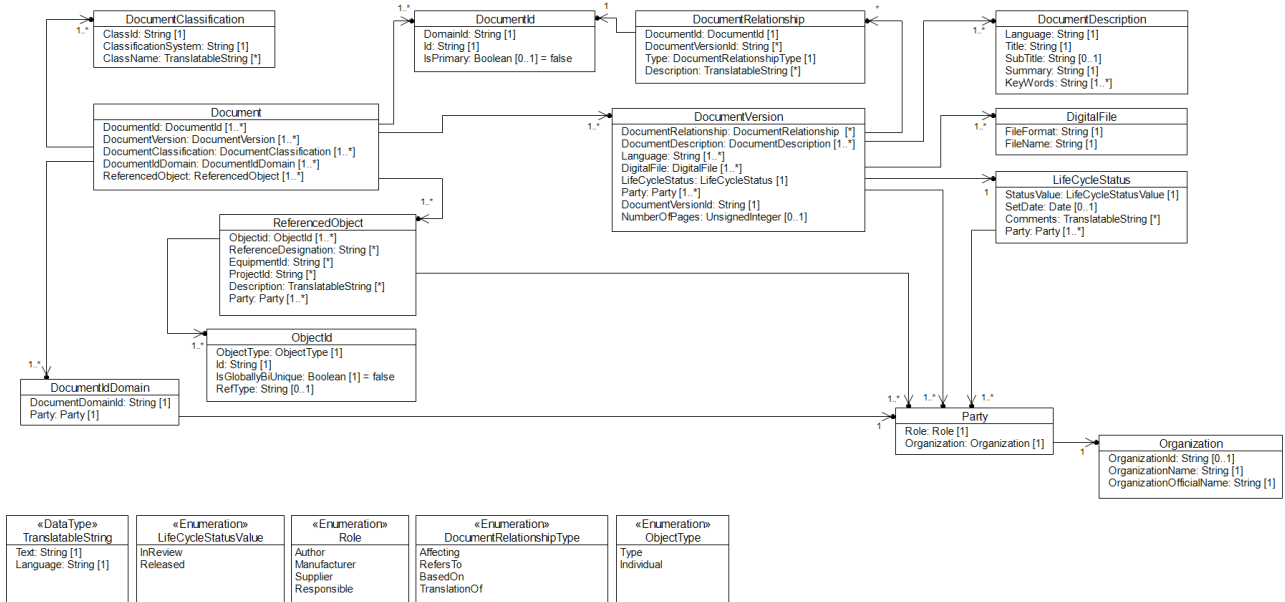 DocumentClassification
ClassId: String [1]
ClassificationSystem: String [1]
ClassName: TranslatableString [*]
1..*
DocumentId
DomainId: String [1]
Id: String [1]
IsPrimary: Boolean [0..1] = false
1..*
1
DocumentRelationship
DocumentId: DocumentId [1]
DocumentVersionId: String [*]
Type: DocumentRelationshipType [1]
Description: TranslatableString [*]
*
DocumentDescription
Language: String [1]
Title: String [1]
SubTitle: String [0..1]
Summary: String [1]
KeyWords: String [1..*]
1..*
Document
DocumentId: DocumentId [1..*]
DocumentVersion: DocumentVersion [1..*]
DocumentClassification: DocumentClassification [1..*]
DocumentIdDomain: DocumentIdDomain [1..*]
ReferencedObject: ReferencedObject [1..*]
DocumentVersion
DocumentRelationship: DocumentRelationship [*]
DocumentDescription: DocumentDescription [1..*]
Language: String [1..*]
DigitalFile: DigitalFile [1..*]
LifeCycleStatus: LifeCycleStatus [1]
Party: Party [1..*]
DocumentVersionId: String [1]
NumberOfPages: UnsignedInteger [0..1]
1..*
DigitalFile
FileFormat: String [1]
FileName: String [1]
1..*
LifeCycleStatus
StatusValue: LifeCycleStatusValue [1]
SetDate: Date [0..1]
Comments: TranslatableString [*]
Party: Party [1..*]
1
1..*
ReferencedObject
Objectid: ObjectId [1..*]
ReferenceDesignation: String [*]
EquipmentId: String [*]
ProjectId: String [*]
Description: TranslatableString [*]
Party: Party [1..*]
1..*
ObjectId
ObjectType: ObjectType [1]
Id: String [1]
IsGloballyBiUnique: Boolean [1] = false
RefType: String [0..1]
1..*
DocumentIdDomain
DocumentDomainId: String [1]
Party: Party [1]
1..*
1..*
1..*
1
Party
Role: Role [1]
Organization: Organization [1]
1
Organization
OrganizationId: String [0..1]
OrganizationName: String [1]
OrganizationOfficialName: String [1]
«DataType»
TranslatableString
Text: String [1]
Language: String [1]
«Enumeration»
LifeCycleStatusValue
InReview
Released
«Enumeration»
Role
Author
Manufacturer
Supplier
Responsible
«Enumeration»
DocumentRelationshipType
Affecting
RefersTo
BasedOn
TranslationOf
«Enumeration»
ObjectType
Type
Individual